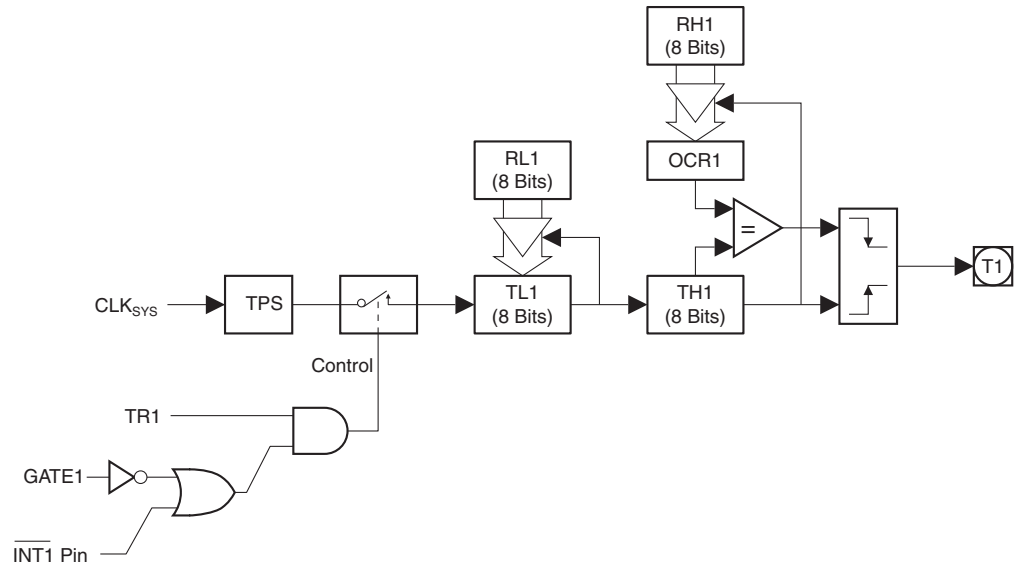 RH1
(8 Bits)
RL1
(8 Bits)
OCR1
=
T1
CLKSYS
TPS
TL1
(8 Bits)
TH1
(8 Bits)
Control
TR1
GATE1
INT1 Pin